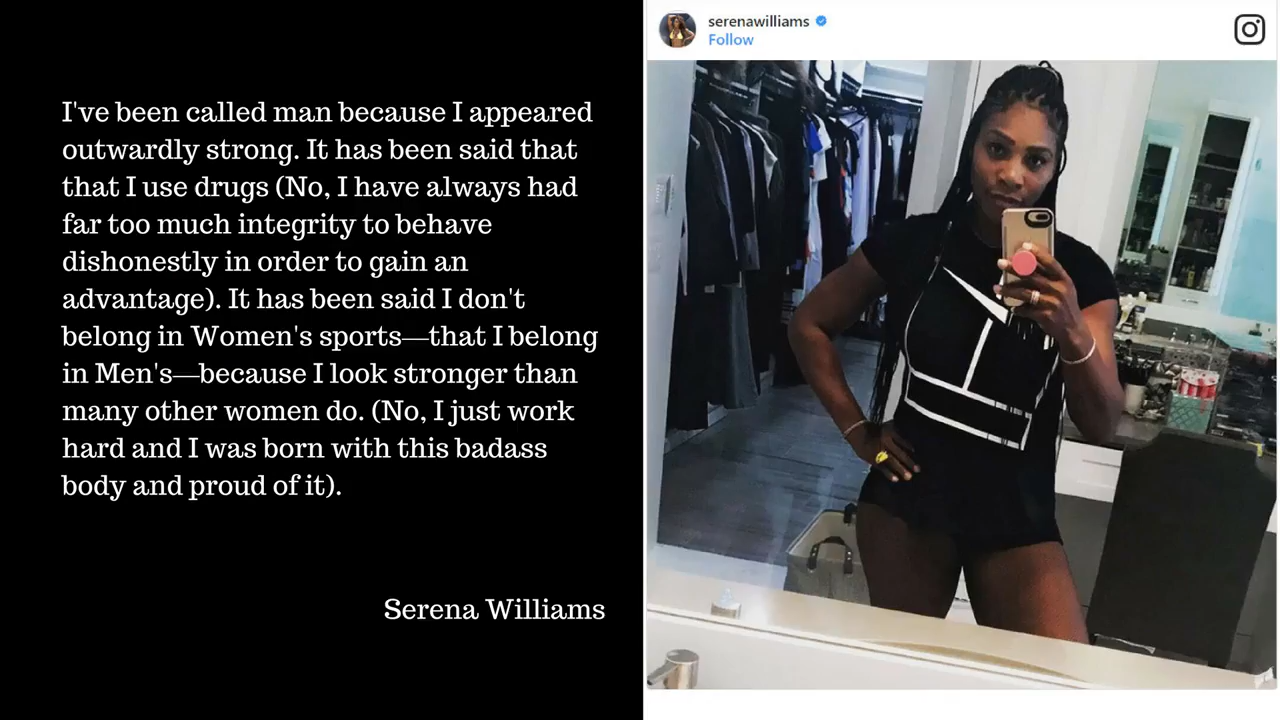 I've been called man because I appeared
outwardly strong. It has been said that
that I use drugs (No, I have always had
far too much integrity to behave
dishonestly in order to gain an
advantage). It has been said I don't
belong in Women's sports—that I belong
in Men's—because I look stronger than
many other women do. (No, I just work
hard and I was born with this badass
body and proud of it).
Serena Williams
serenawilliams
Follow